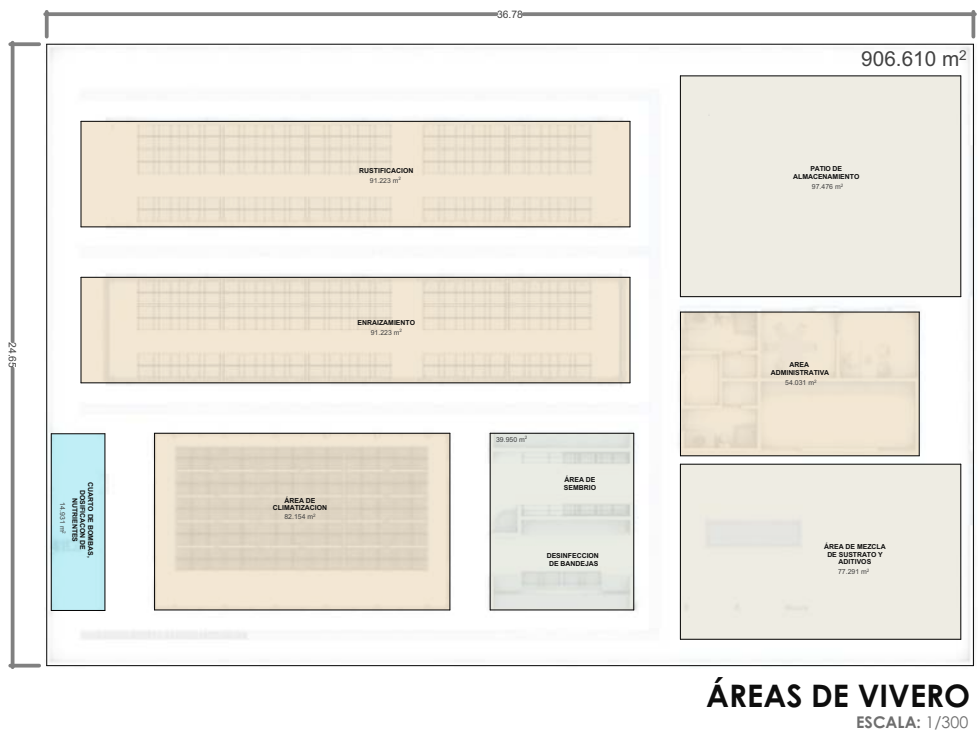 36.78
906.610 m²
24.65
RUSTIFICACION
91.223 m²
PATIO DE
ALMACENAMIENTO
97.476 m²
ENRAIZAMIENTO
91.223 m²
AREA
ADMINISTRATIVA
54.031 m²
CUARTO DE BOMBAS,
DOSIFICACON DE
NUTRIENTES
14.931 m²
ÁREA DE
CLIMATIZACION
82.154 m²
39.950 m²
ÁREA DE
SEMBRIO
DESINFECCION
DE BANDEJAS
ÁREA DE MEZCLA
DE SUSTRATO Y
ADITIVOS
77.291 m²
ÁREAS DE VIVERO
ESCALA: 1/300